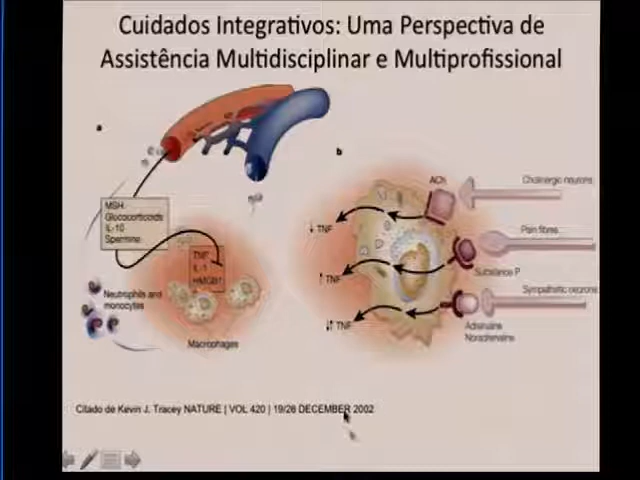 Cuidados Integrativos: Uma Perspectiva de
Assistência Multidisciplinar e Multiprofissional
a
b
MSH
Glucocorticoids
IL-10
Spermine
TNF
IL-1
HMGB1
Neutrophils and
monocytes
Macrophages
ACh
Cholinergic neurons
↓ TNF
Pain fibres
Substance P
↑ TNF
Sympathetic neurons
↓↑ TNF
Adrenaline
Noradrenaline
Citado de Kevin J. Tracey NATURE | VOL 420 | 19/26 DECEMBER 2002